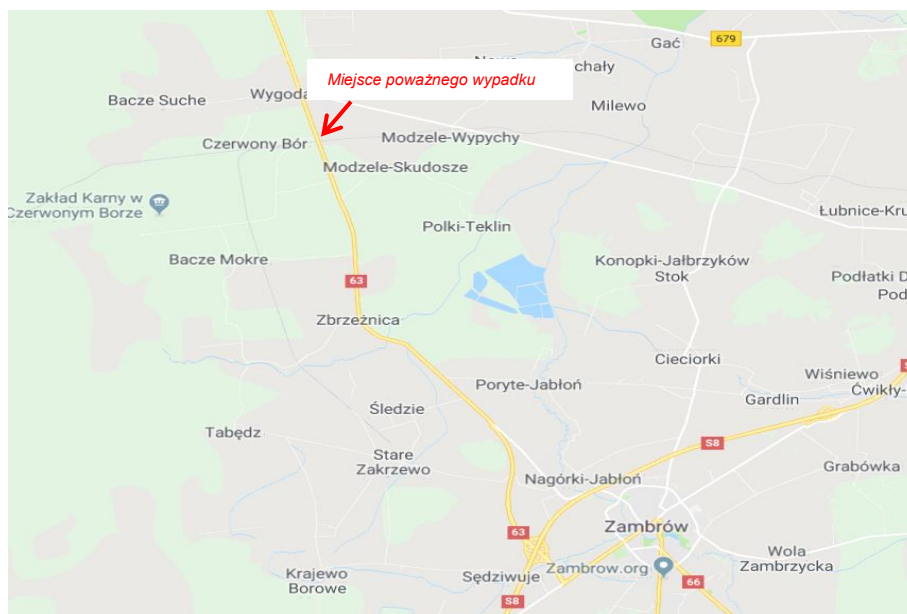 Gać
679
chały
Miejsce poważnego wypadku
Bacze Suche
Wygoda
Milewo
Czerwony Bór
Modzele-Wypychy
Modzele-Skudosze
Zakład Karny w
Czerwonym Borze
Łubnice-Kru
Polki-Teklin
Bacze Mokre
Konopki-Jałbrzyków
Stok
Podłatki D
Pod
63
Zbrzeźnica
Cieciorki
Wiśniewo
Ćwikły-
Poryte-Jabłoń
Gardlin
Śledzie
Tabędz
S8
Stare
Zakrzewo
Grabówka
Nagórki-Jabłoń
63
Zambrów
Wola
Zambrzycka
Krajewo
Borowe
Sędziwuje
Zambrow.org
66
S8